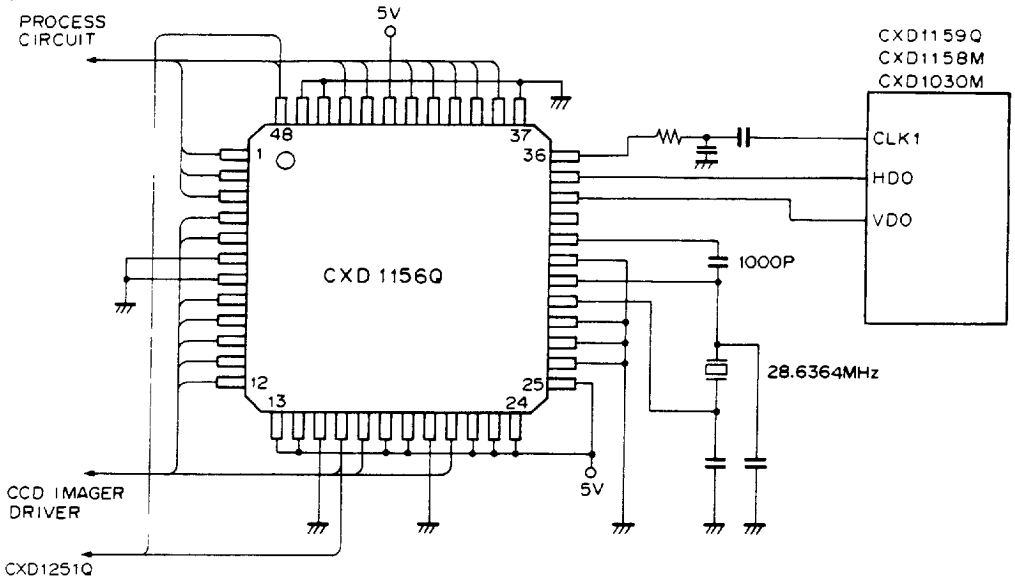 PROCESS
CIRCUIT
5V
CXD1159Q
CXD1158M
CXD1030M
48
37
1
36
CLK1
HDO
VDO
CXD1156Q
1000P
28.6364MHz
12
25
13
24
5V
CCD IMAGER
DRIVER
CXD1251Q